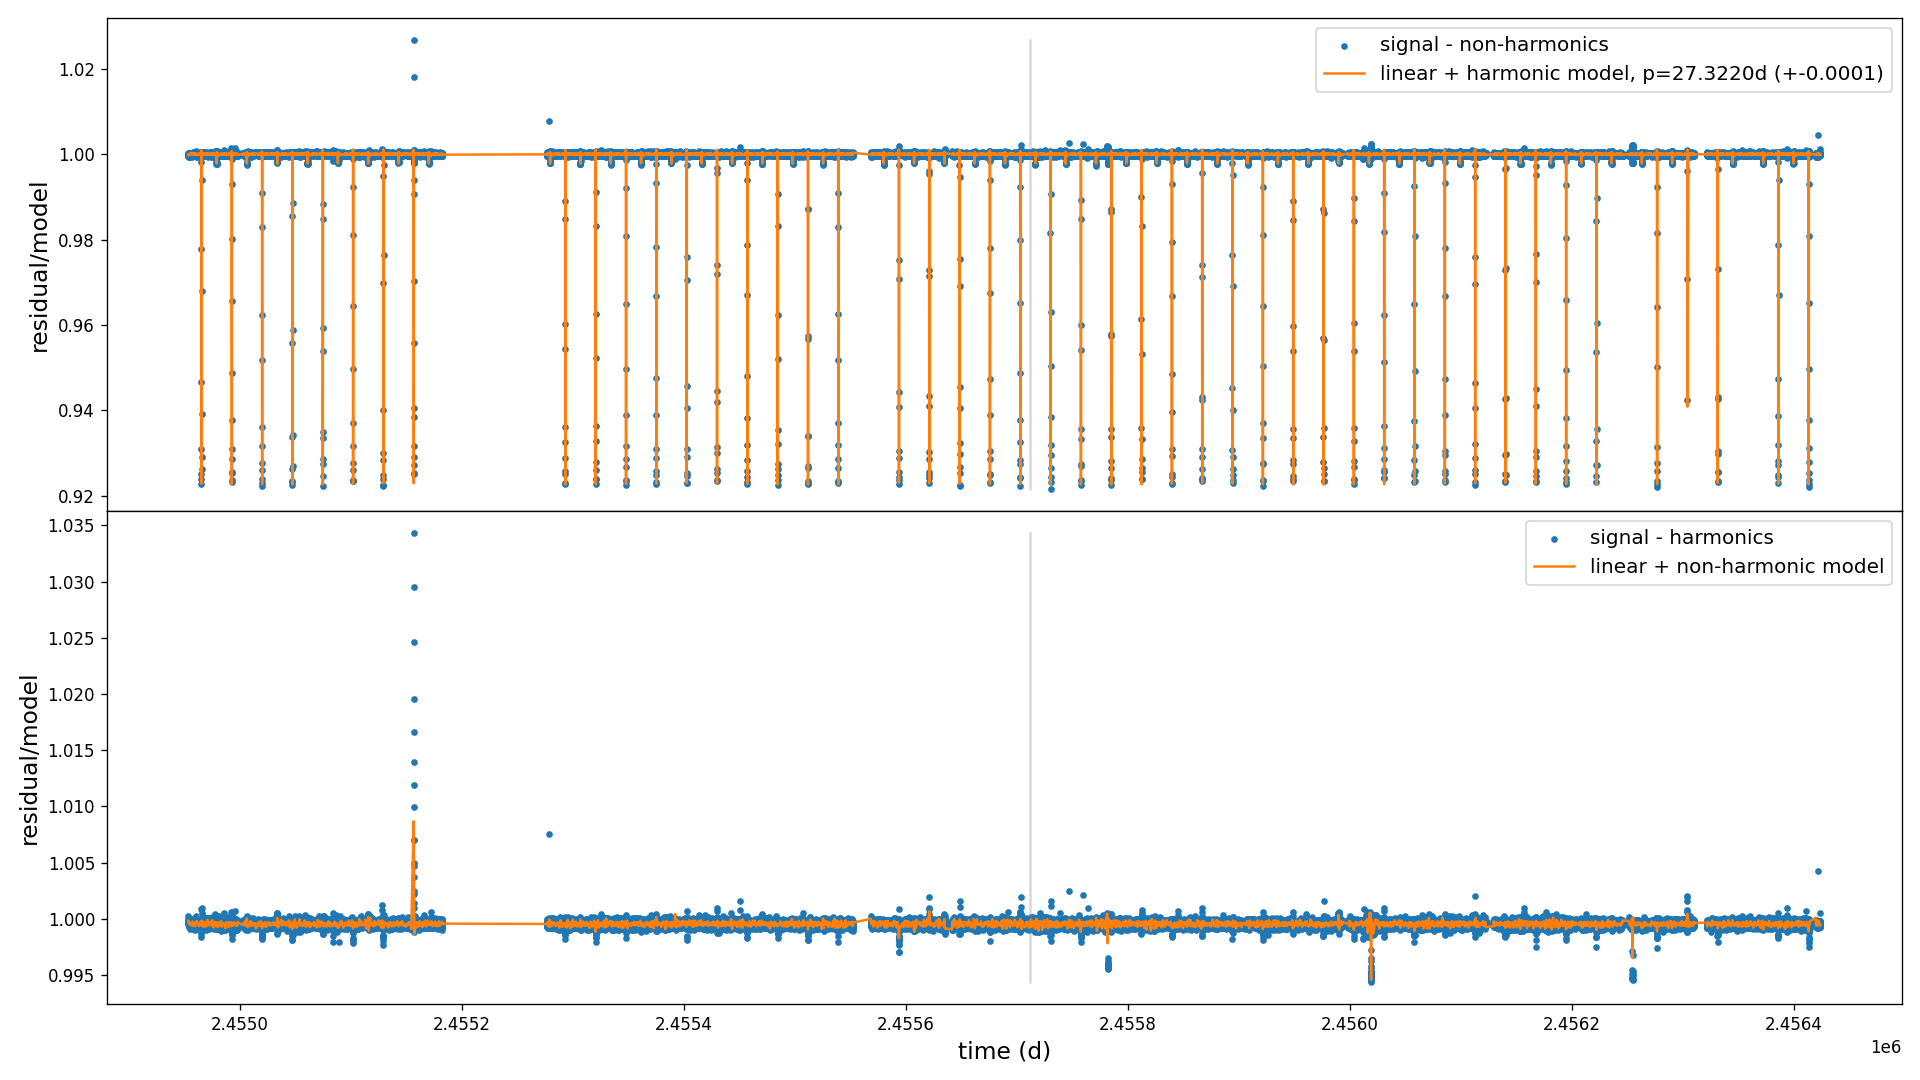 1.02
1.00
0.98
0.96
0.94
0.92
residual/model
signal - non-harmonics
linear + harmonic model, p=27.3220d (+-0.0001)
1.035
1.030
1.025
1.020
1.015
1.010
1.005
1.000
0.995
residual/model
signal - harmonics
linear + non-harmonic model
2.4550 2.4552 2.4554 2.4556 2.4558 2.4560 2.4562 2.4564
1e6
time (d)